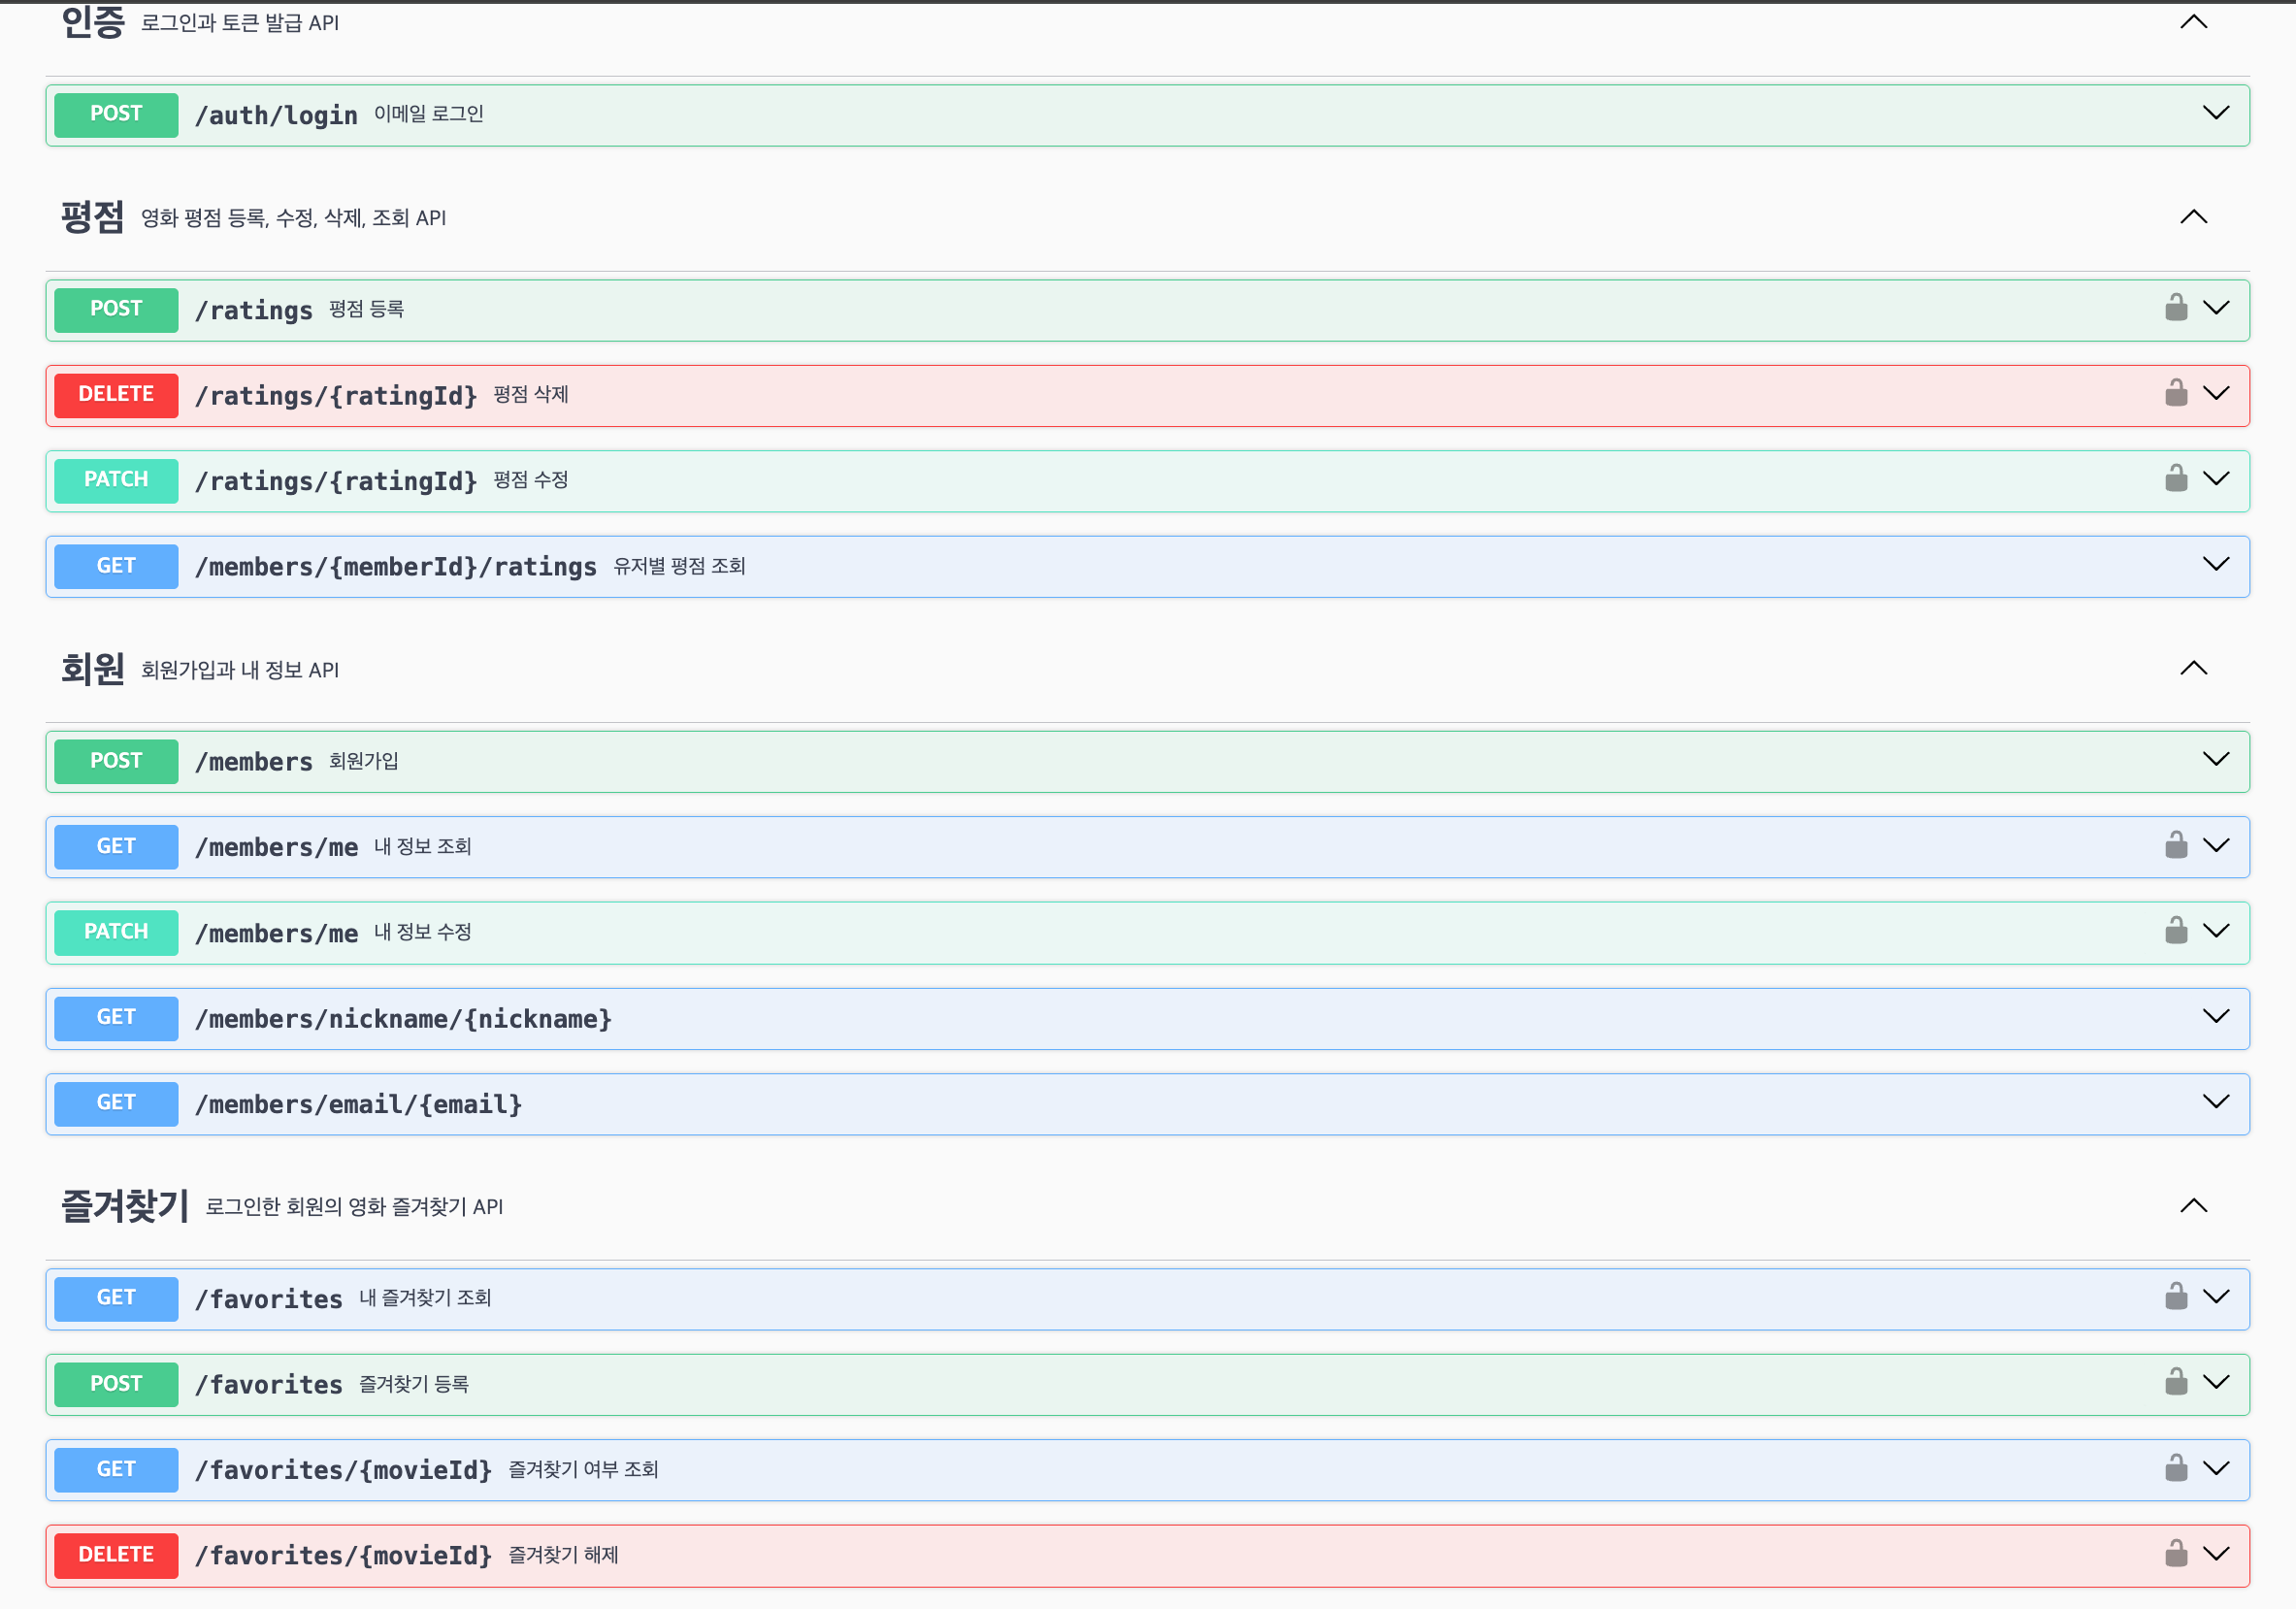 인증 로그인과 토큰 발급 API
POST /auth/login 이메일 로그인
평점 영화 평점 등록, 수정, 삭제, 조회 API
POST /ratings 평점 등록
DELETE /ratings/{ratingId} 평점 삭제
PATCH /ratings/{ratingId} 평점 수정
GET /members/{memberId}/ratings 유저별 평점 조회
회원 회원가입과 내 정보 API
POST /members 회원가입
GET /members/me 내 정보 조회
PATCH /members/me 내 정보 수정
GET /members/nickname/{nickname}
GET /members/email/{email}
즐겨찾기 로그인한 회원의 영화 즐겨찾기 API
GET /favorites 내 즐겨찾기 조회
POST /favorites 즐겨찾기 등록
GET /favorites/{movieId} 즐겨찾기 여부 조회
DELETE /favorites/{movieId} 즐겨찾기 해제